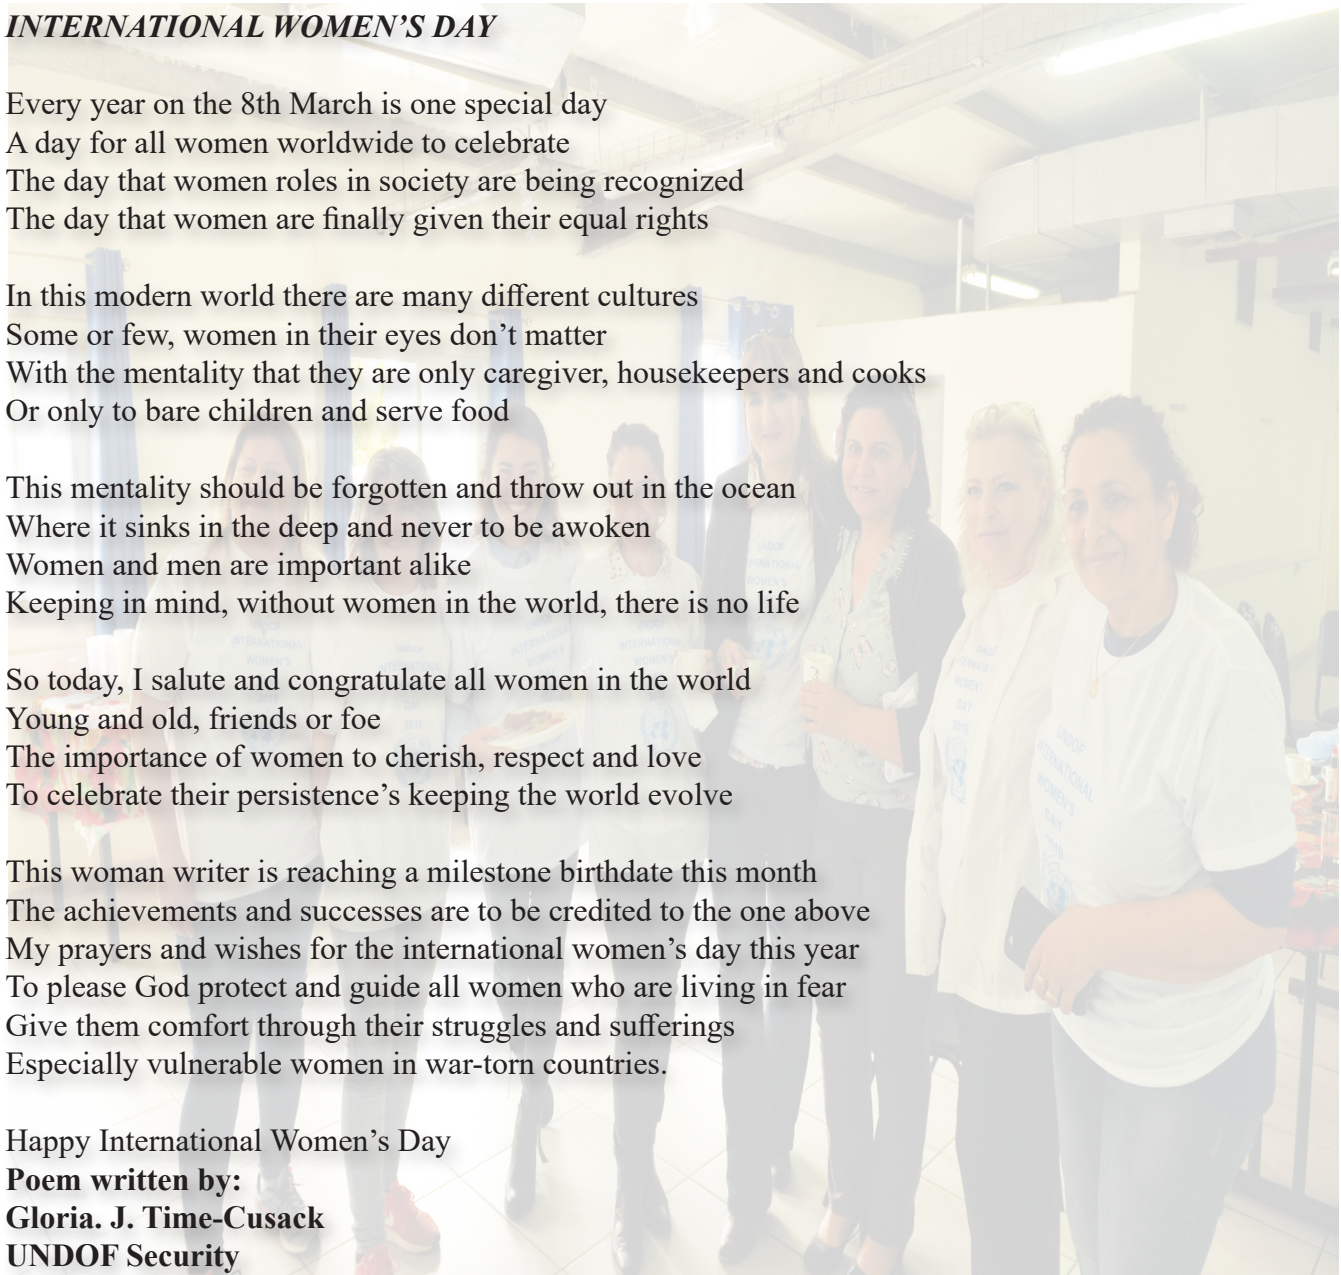 INTERNATIONAL WOMEN’S DAY
Every year on the 8th March is one special day
A day for all women worldwide to celebrate
The day that women roles in society are being recognized
The day that women are finally given their equal rights
In this modern world there are many different cultures
Some or few, women in their eyes don’t matter
With the mentality that they are only caregiver, housekeepers and cooks
Or only to bare children and serve food
This mentality should be forgotten and throw out in the ocean
Where it sinks in the deep and never to be awoken
Women and men are important alike
Keeping in mind, without women in the world, there is no life
So today, I salute and congratulate all women in the world
Young and old, friends or foe
The importance of women to cherish, respect and love
To celebrate their persistence’s keeping the world evolve
This woman writer is reaching a milestone birthdate this month
The achievements and successes are to be credited to the one above
My prayers and wishes for the international women’s day this year
To please God protect and guide all women who are living in fear
Give them comfort through their struggles and sufferings
Especially vulnerable women in war-torn countries.
Happy International Women’s Day
Poem written by:
Gloria. J. Time-Cusack
UNDOF Security
UNDOF
INTERNATIONAL
WOMEN'S
DAY